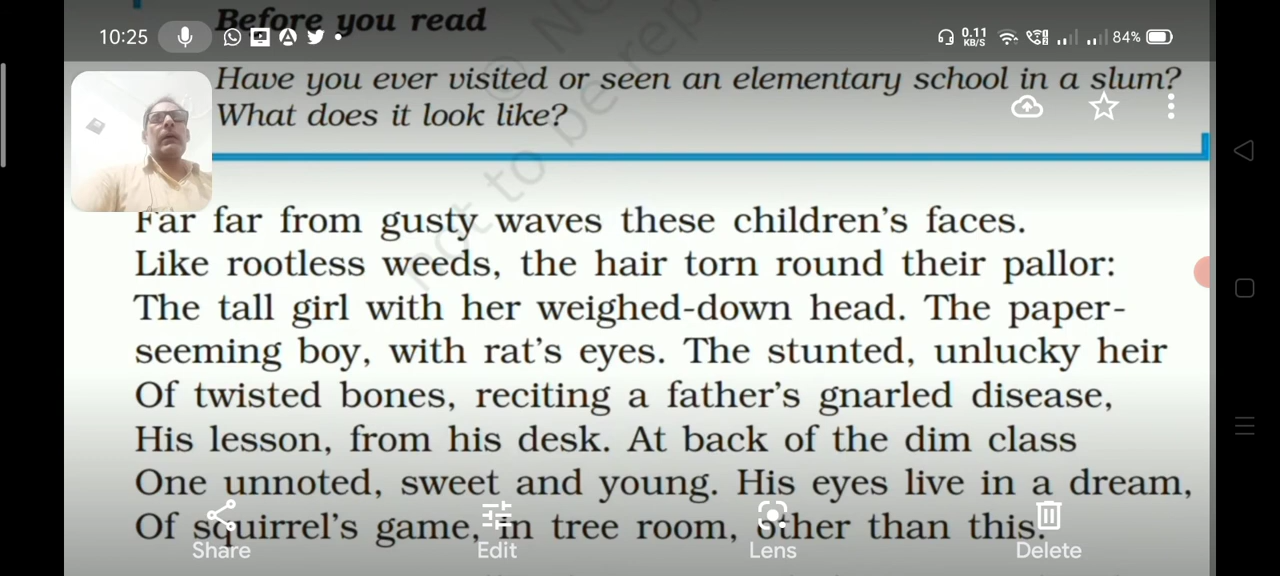 Before you read
10:25
0.11
KB/S
84%
Have you ever visited or seen an elementary school in a slum?
What does it look like?
not to be rep
Far far from gusty waves these children's faces.
Like rootless weeds, the hair torn round their pallor:
The tall girl with her weighed-down head. The paper-
seeming boy, with rat's eyes. The stunted, unlucky heir
Of twisted bones, reciting a father's gnarled disease,
His lesson, from his desk. At back of the dim class
One unnoted, sweet and young. His eyes live in a dream,
Of squirrel's game, in tree room, other than this.
Share Edit Lens Delete